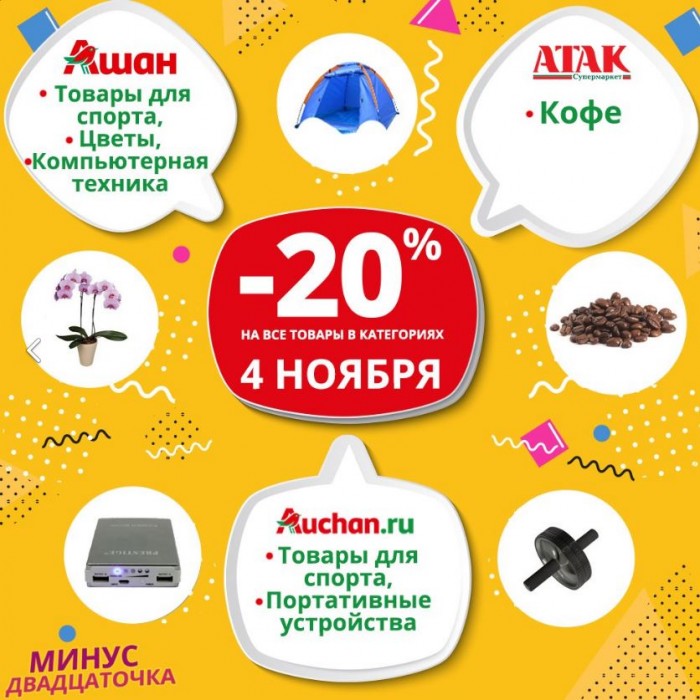 Ашан
• Товары для
спорта,
• Цветы,
• Компьютерная
техника
АТАК
Супермаркет
• Кофе
-20%
НА ВСЕ ТОВАРЫ В КАТЕГОРИЯХ
4 НОЯБРЯ
PRESTIGE
Auchan.ru
• Товары для
спорта,
• Портативные
устройства
МИНУС
ДВАДЦАТОЧКА